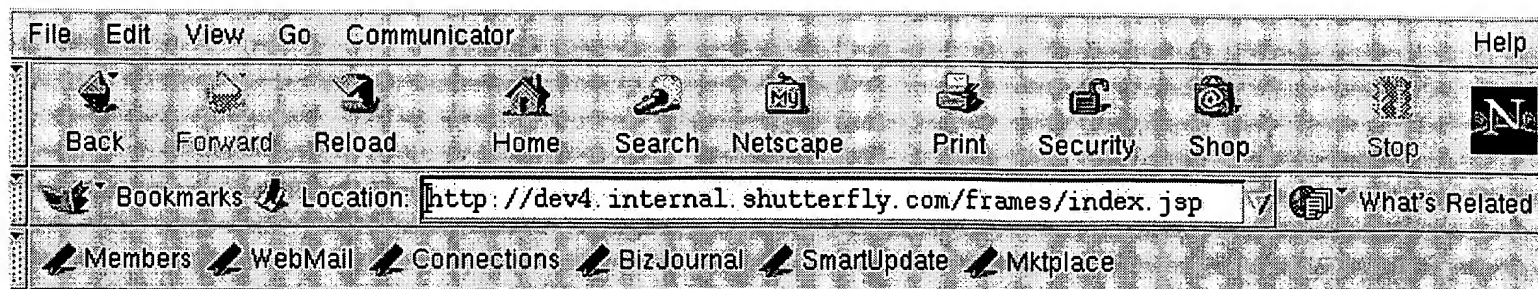 File Edit View Go Communicator Help
Back Forward Reload Home Search Netscape Print Security Shop Stop N
Bookmarks Location: http://dev4.internal.shutterfly.com/frames/index.jsp What's Related
Members WebMail Connections BizJournal SmartUpdate Mktplace